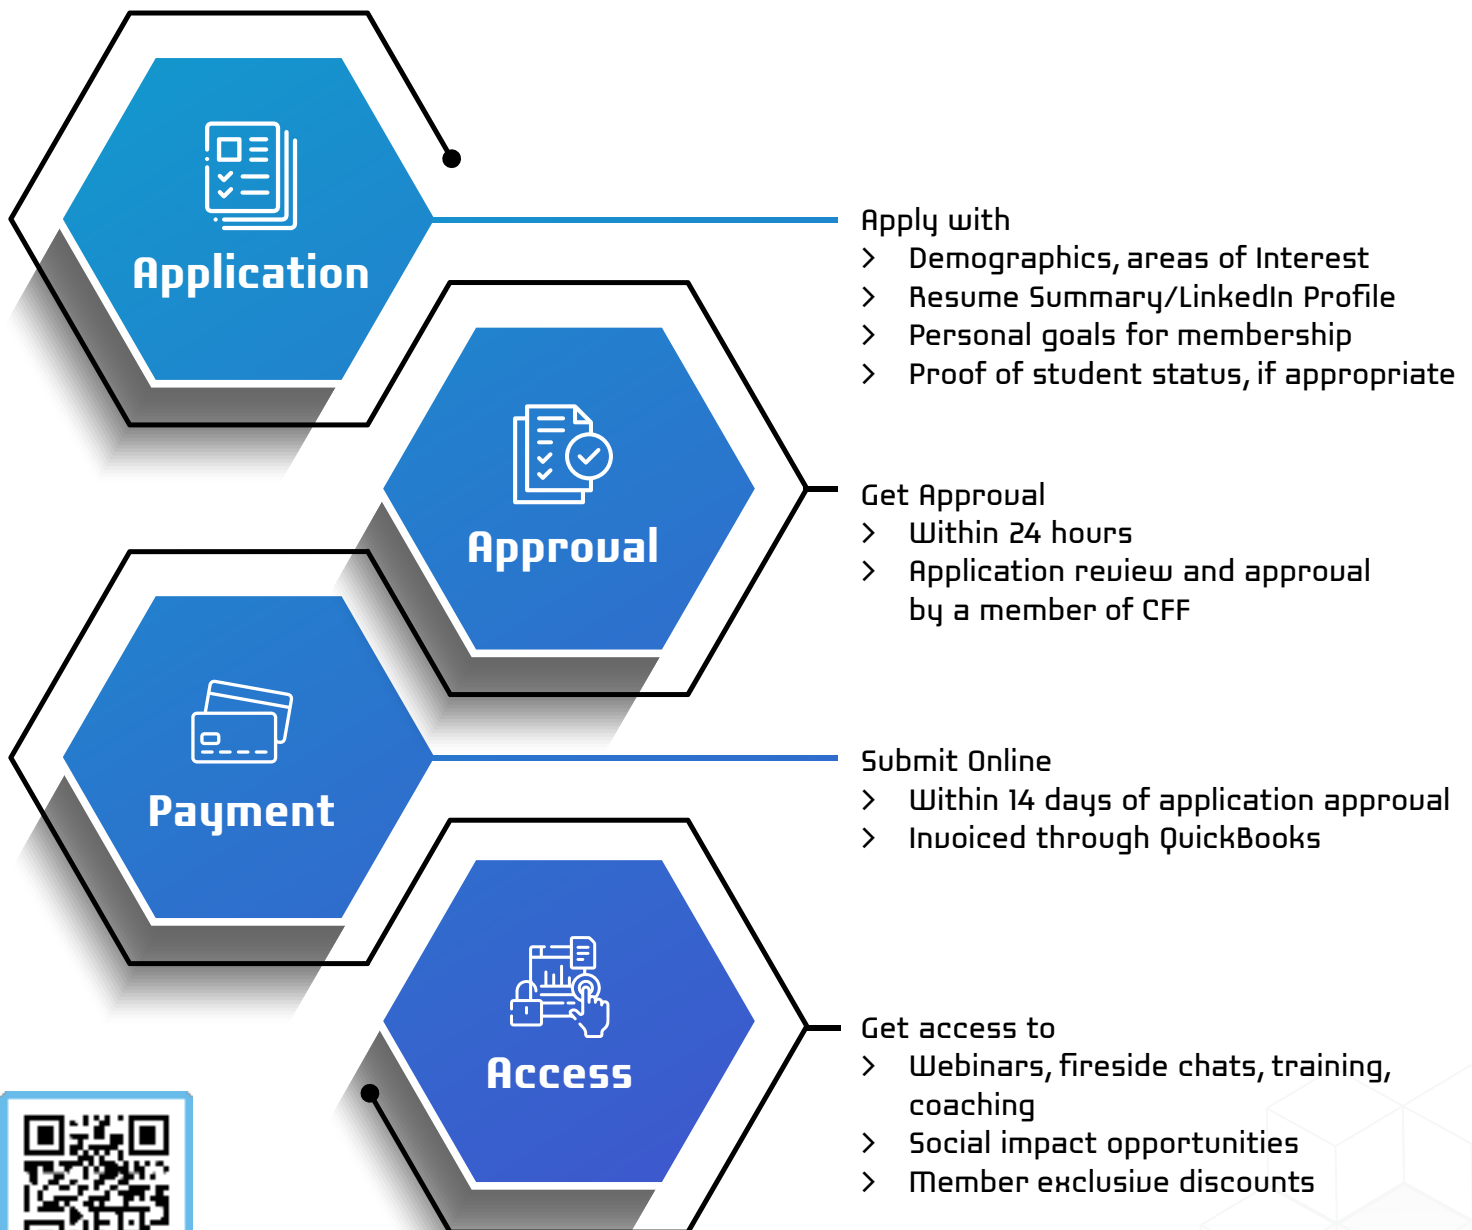 Application
Apply with
> Demographics, areas of Interest
> Resume Summary/LinkedIn Profile
> Personal goals for membership
> Proof of student status, if appropriate
Approval
Get Approval
> Within 24 hours
> Application review and approval
by a member of CFF
Payment
Submit Online
> Within 14 days of application approval
> Invoiced through QuickBooks
Access
Get access to
> Webinars, fireside chats, training,
coaching
> Social impact opportunities
> Member exclusive discounts